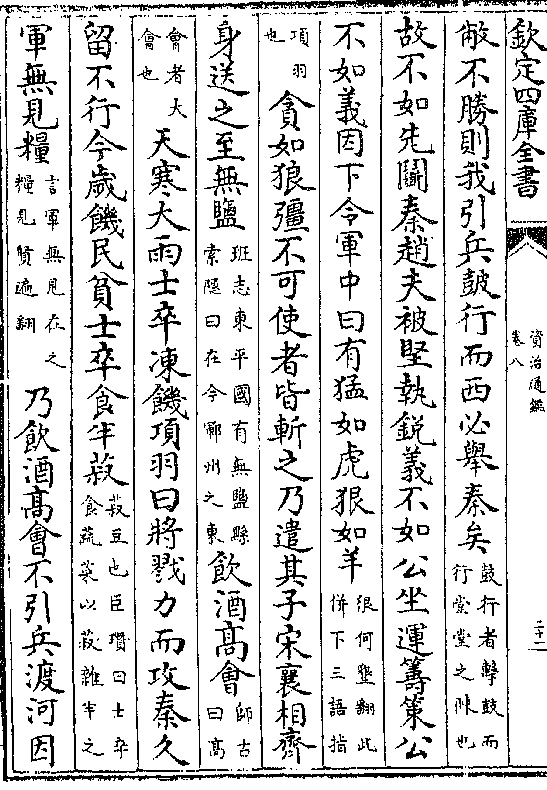 欽定四庫全書
資治通鑑
卷八
二十一
敝不勝則我引兵鼓行而西必舉秦矣鼓行者擊鼓而行堂堂之陳也
故不如先鬬秦趙夫被堅執鋭義不如公坐運籌策公
不如義因下令軍中曰有猛如虎狠如羊很何墾翻此併下三語指
項羽也貪如狼彊不可使者皆斬之乃遣其子宋襄相齊
身送之至無鹽班志東平國有無鹽縣索隱曰在今鄆州之東飲酒髙會師古曰髙
會者大會也天寒大雨士卒凍饑項羽曰將戮力而攻秦久
留不行今歲饑民貧士卒食半菽菽豆也臣瓚曰士卒食蔬菜以菽雜半之
軍無見糧言軍無見在之糧見賢遍翻乃飲酒髙會不引兵渡河因